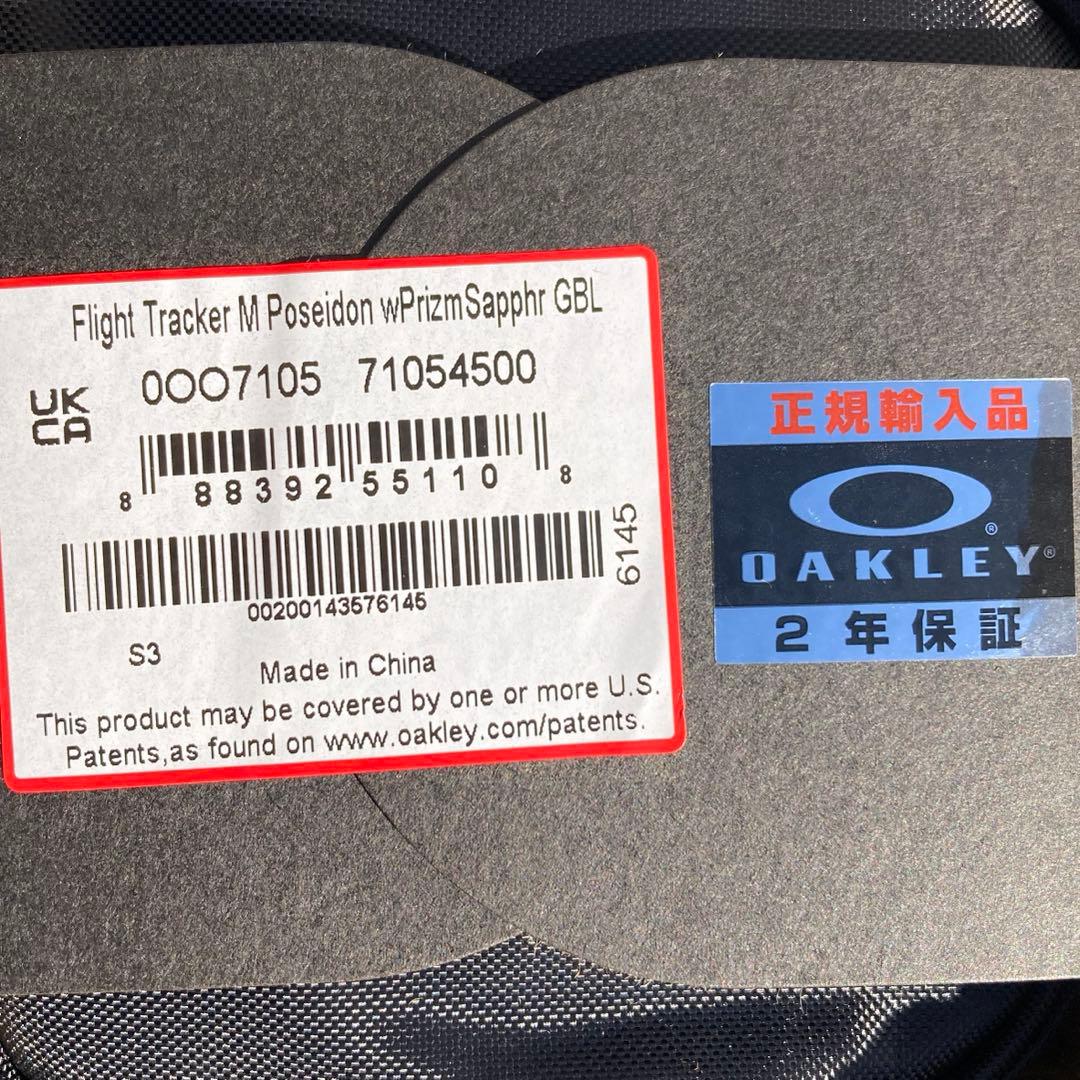 Flight Tracker M Poseidon wPrizmSapphr GBL
0OO7105 71054500
UK
CA
8 88392 55110 8
6145
00200143576145
S3
Made in China
This product may be covered by one or more U.S.
Patents,as found on www.oakley.com/patents.
正規輸入品
®
OAKLEY®
2年保証